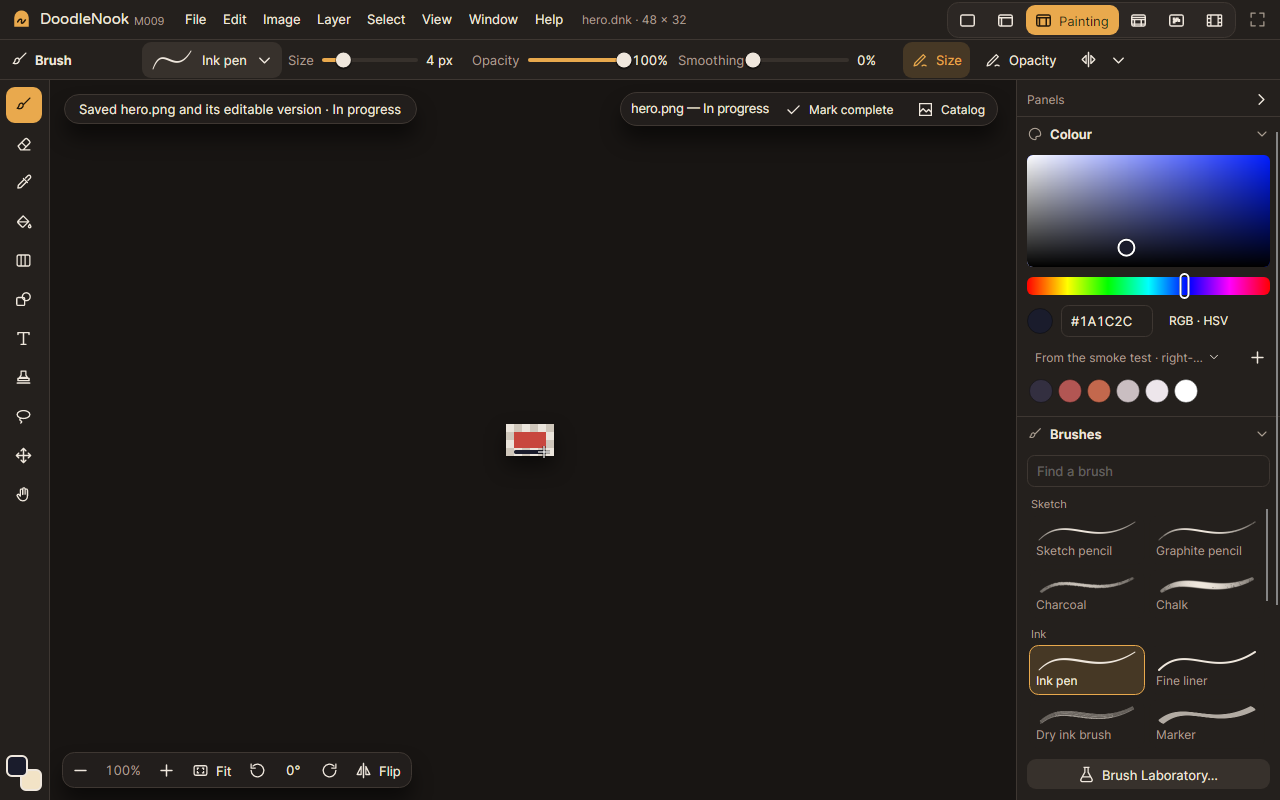 DoodleNook M009 File Edit Image Layer Select View Window Help hero.dnk · 48 × 32 Painting
Brush Ink pen Size 4 px Opacity 100% Smoothing 0% Size Opacity
Saved hero.png and its editable version · In progress
hero.png — In progress Mark complete Catalog
Panels
Colour
#1A1C2C RGB · HSV
From the smoke test · right-...
Brushes
Find a brush
Sketch
Sketch pencil Graphite pencil
Charcoal Chalk
Ink
Ink pen Fine liner
Dry ink brush Marker
Brush Laboratory...
100% Fit 0° Flip